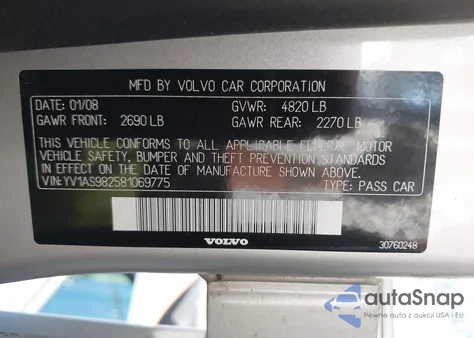 MFD BY VOLVO CAR CORPORATION
DATE: 01/08 GVWR: 4820 LB
GAWR FRONT: 2690 LB GAWR REAR: 2270 LB
THIS VEHICLE CONFORMS TO ALL APPLICABLE FEDERAL MOTOR
VEHICLE SAFETY, BUMPER AND THEFT PREVENTION STANDARDS
IN EFFECT ON THE DATE OF MANUFACTURE SHOWN ABOVE.
VIN: YV1AS982581069775 TYPE: PASS CAR
VOLVO 30760248
autoSnap
Pewne auta z aukcji USA i EU